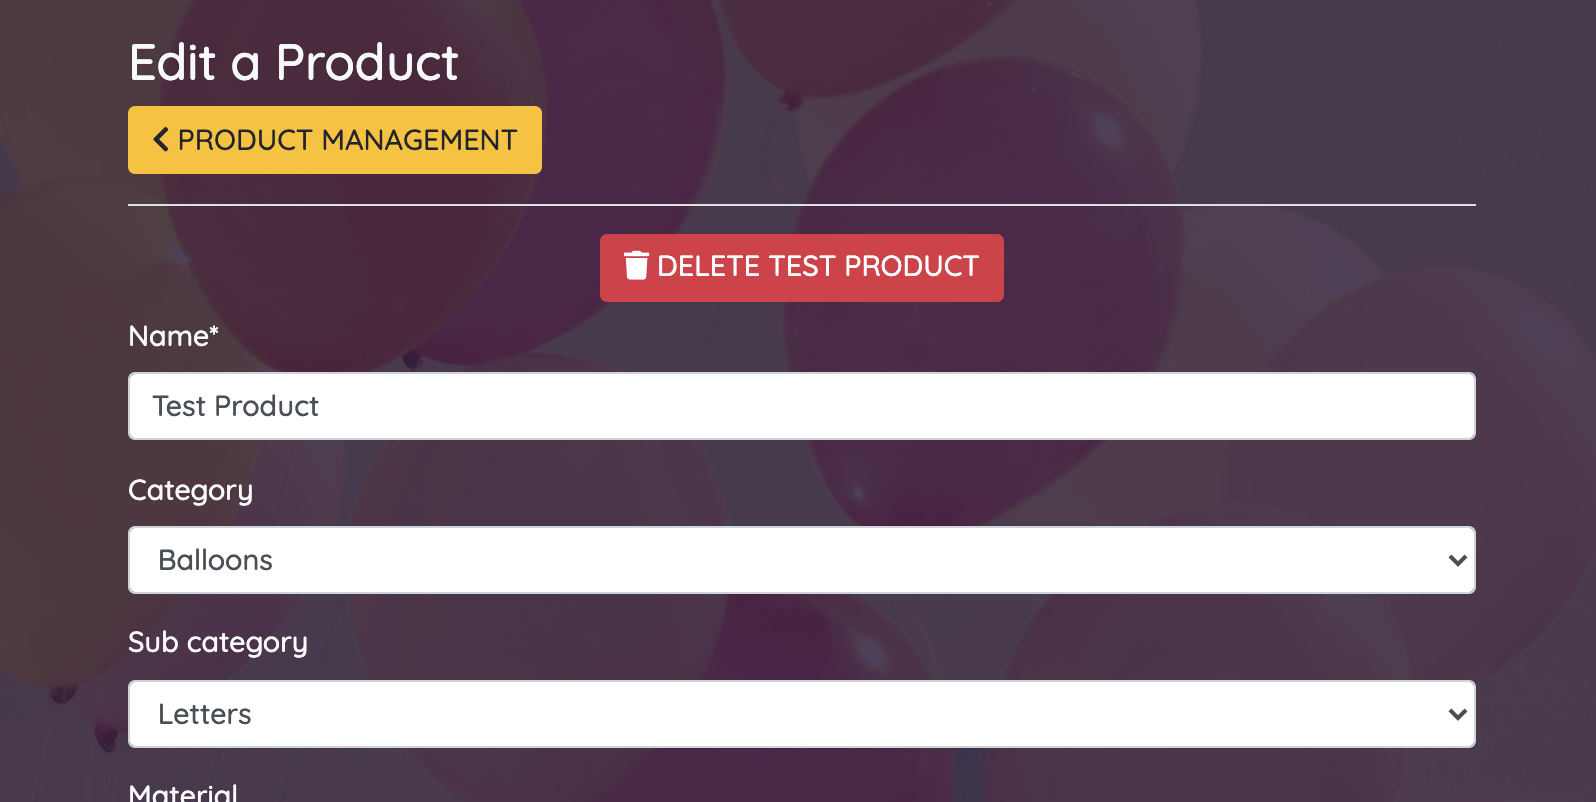 Edit a Product
PRODUCT MANAGEMENT
DELETE TEST PRODUCT
Name*
Test Product
Category
Balloons
Sub category
Letters
Material